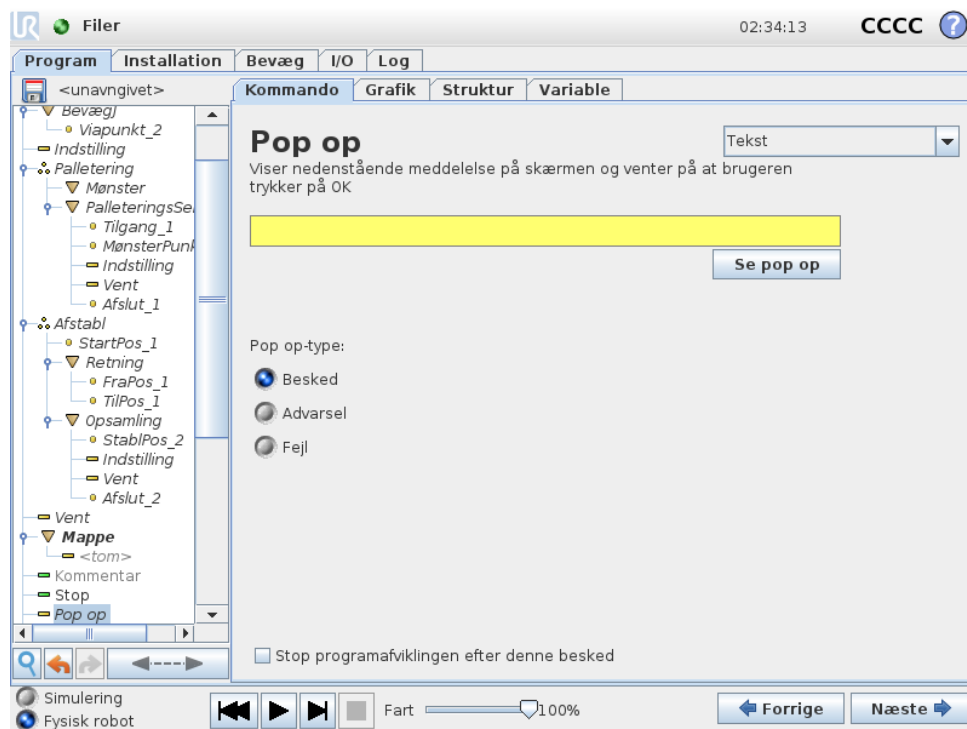 UR
Filer
02:34:13
CCCC
?
Program
Installation
Bevæg
I/O
Log
<unavngivet>
Kommando
Grafik
Struktur
Variable
BevægJ
Viapunkt_2
Indstilling
Palletering
Mønster
PalleteringsSe
Tilgang_1
MønsterPunk
Indstilling
Vent
Afslut_1
Afstabl
StartPos_1
Retning
FraPos_1
TilPos_1
Opsamling
StablPos_2
Indstilling
Vent
Afslut_2
Vent
Mappe
<tom>
Kommentar
Stop
Pop op
Pop op
Tekst
Viser nedenstående meddelelse på skærmen og venter på at brugeren
trykker på OK
Se pop op
Pop op-type:
Besked
Advarsel
Fejl
Stop programafviklingen efter denne besked
Simulering
Fysisk robot
Fart
100%
Forrige
Næste